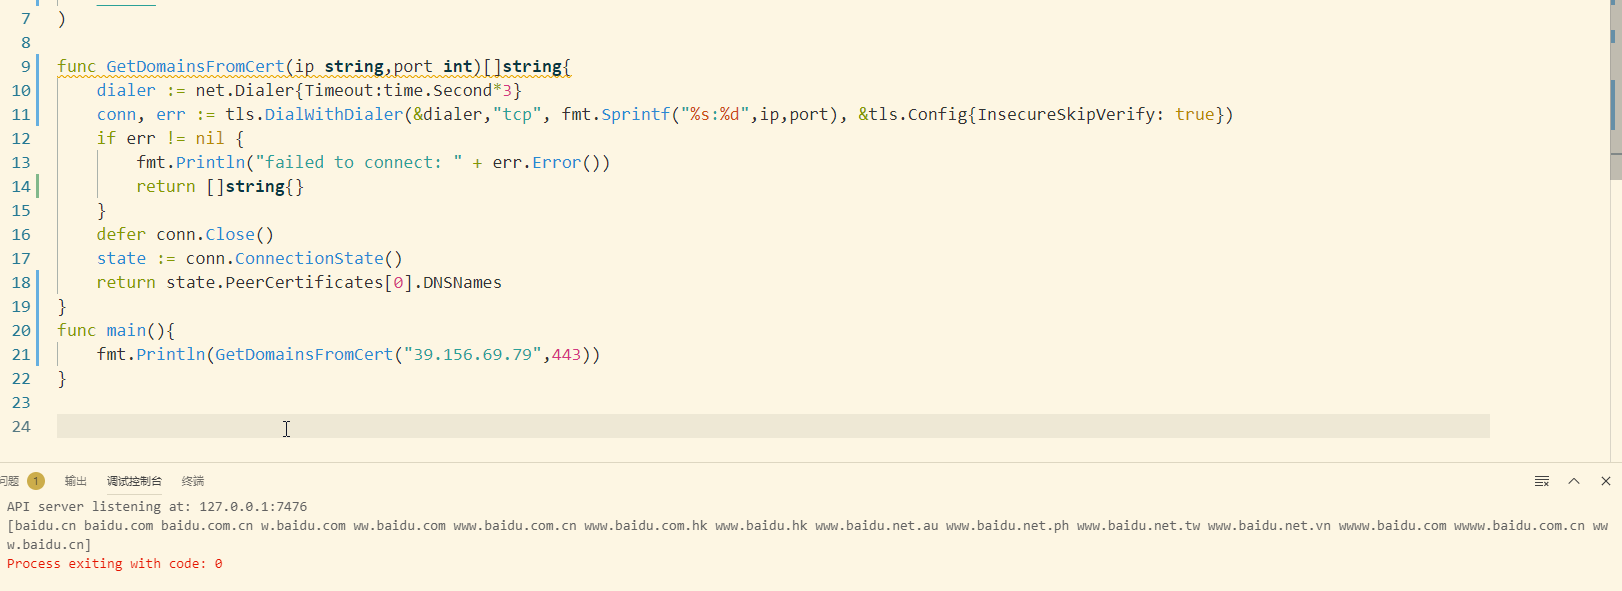 7 )
8
9 func GetDomainsFromCert(ip string,port int)[]string{
10     dialer := net.Dialer{Timeout:time.Second*3}
11     conn, err := tls.DialWithDialer(&dialer,"tcp", fmt.Sprintf("%s:%d",ip,port), &tls.Config{InsecureSkipVerify: true})
12     if err != nil {
13         fmt.Println("failed to connect: " + err.Error())
14         return []string{}
15     }
16     defer conn.Close()
17     state := conn.ConnectionState()
18     return state.PeerCertificates[0].DNSNames
19 }
20 func main(){
21     fmt.Println(GetDomainsFromCert("39.156.69.79",443))
22 }
23
24
问题 1 输出 调试控制台 终端
API server listening at: 127.0.0.1:7476
[baidu.cn baidu.com baidu.com.cn w.baidu.com ww.baidu.com www.baidu.com.cn www.baidu.com.hk www.baidu.hk www.baidu.net.au www.baidu.net.ph www.baidu.net.tw www.baidu.net.vn wwww.baidu.com wwww.baidu.com.cn ww
w.baidu.cn]
Process exiting with code: 0